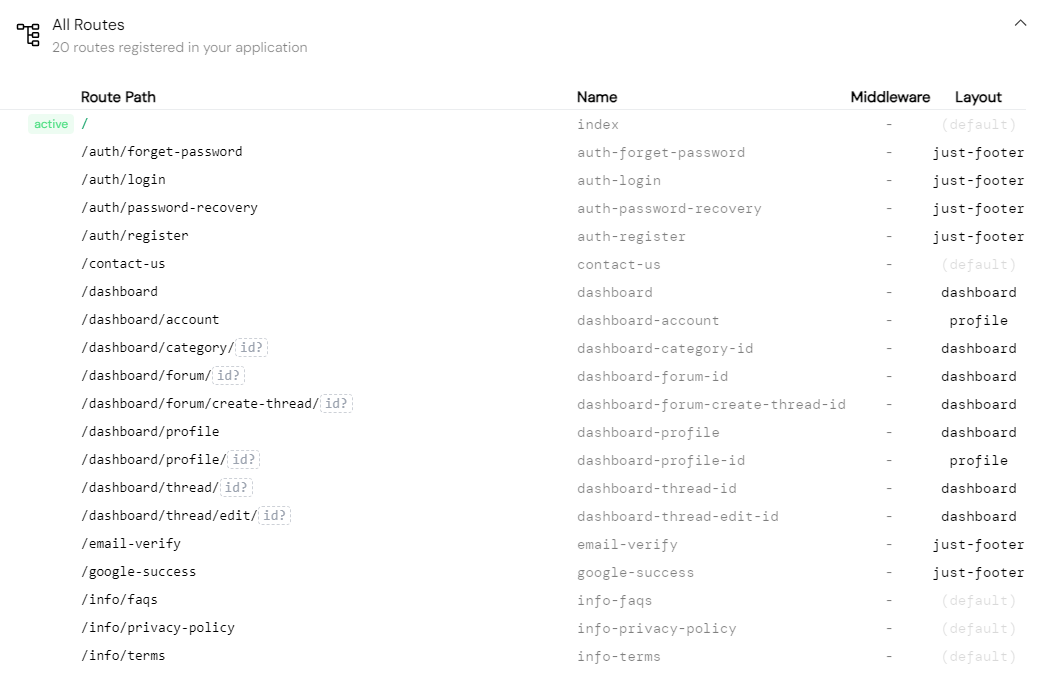 All Routes
20 routes registered in your application
Route Path Name Middleware Layout
active / index - (default)
/auth/forget-password auth-forget-password - just-footer
/auth/login auth-login - just-footer
/auth/password-recovery auth-password-recovery - just-footer
/auth/register auth-register - just-footer
/contact-us contact-us - (default)
/dashboard dashboard - dashboard
/dashboard/account dashboard-account - profile
/dashboard/category/id? dashboard-category-id - dashboard
/dashboard/forum/id? dashboard-forum-id - dashboard
/dashboard/forum/create-thread/id? dashboard-forum-create-thread-id - dashboard
/dashboard/profile dashboard-profile - dashboard
/dashboard/profile/id? dashboard-profile-id - profile
/dashboard/thread/id? dashboard-thread-id - dashboard
/dashboard/thread/edit/id? dashboard-thread-edit-id - dashboard
/email-verify email-verify - just-footer
/google-success google-success - just-footer
/info/faqs info-faqs - (default)
/info/privacy-policy info-privacy-policy - (default)
/info/terms info-terms - (default)